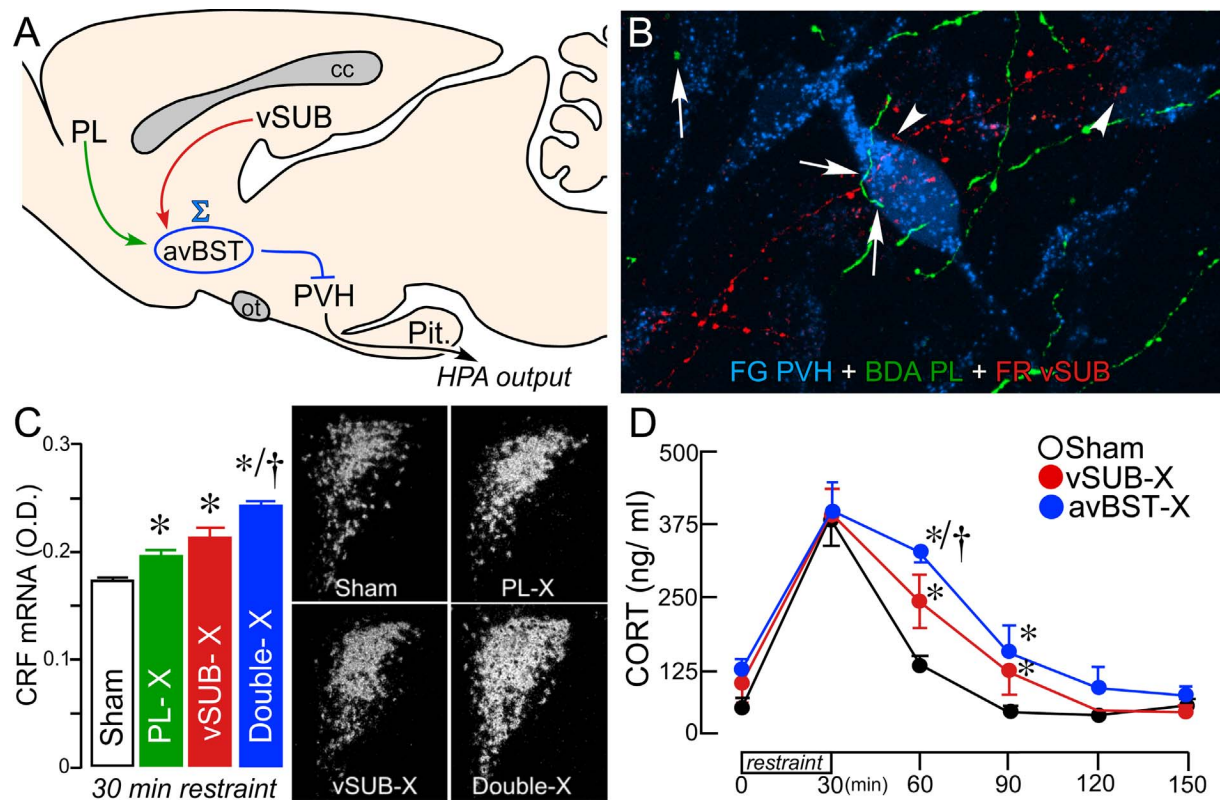 A
cc
PL
vSUB
Σ
avBST
PVH
ot
Pit.
HPA output
B
FG PVH + BDA PL + FR vSUB
C
CRF mRNA (O.D.)
0.3
0.2
0.1
0
*
*
*/†
Sham
PL- X
vSUB- X
Double- X
30 min restraint
Sham
PL-X
vSUB-X
Double-X
D
CORT (ng/ ml)
500
375
250
125
0
Sham
vSUB-X
avBST-X
*/†
*
*
*
restraint
0 30 (min) 60 90 120 150